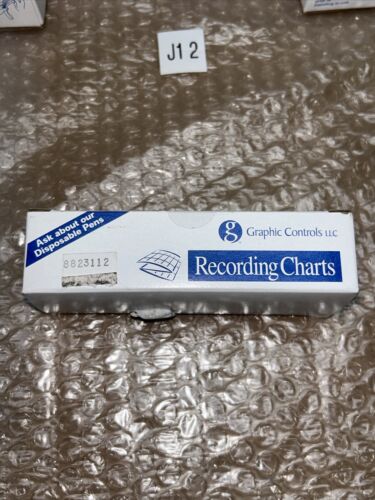 J12
Ask about our
Disposable Pens
g
Graphic Controls LLC
8823112
Recording Charts